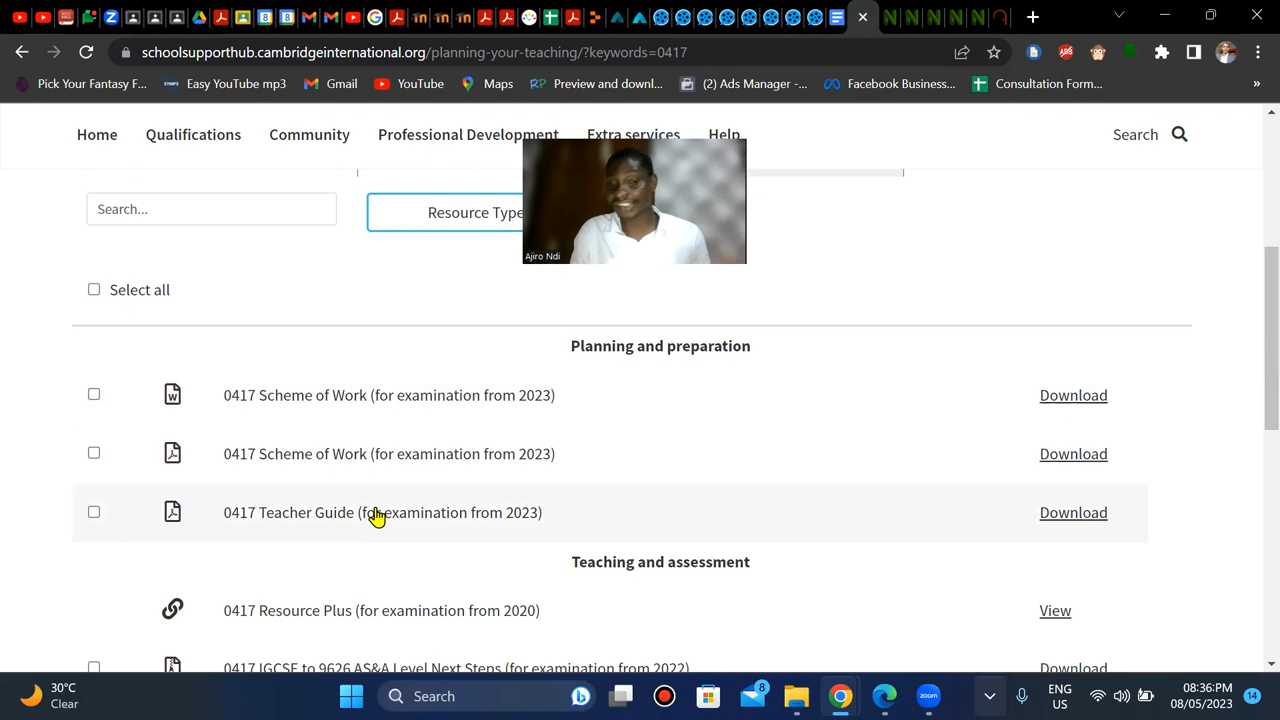 schoolsupporthub.cambridgeinternational.org/planning-your-teaching/?keywords=0417
Pick Your Fantasy F...
Easy YouTube mp3
Gmail
YouTube
Maps
Preview and downl...
(2) Ads Manager -...
Facebook Business...
Consultation Form...
»
Home
Qualifications
Community
Professional Development
Extra services
Help
Search
Search...
Resource Type
Ajiro Ndi
Select all
Planning and preparation
0417 Scheme of Work (for examination from 2023)
Download
0417 Scheme of Work (for examination from 2023)
Download
0417 Teacher Guide (for examination from 2023)
Download
Teaching and assessment
0417 Resource Plus (for examination from 2020)
View
0417 IGCSE to 9626 AS&A Level Next Steps (for examination from 2022)
Download
30°C
Clear
Search
8
zoom
ENG
US
08:36PM
08/05/2023
14